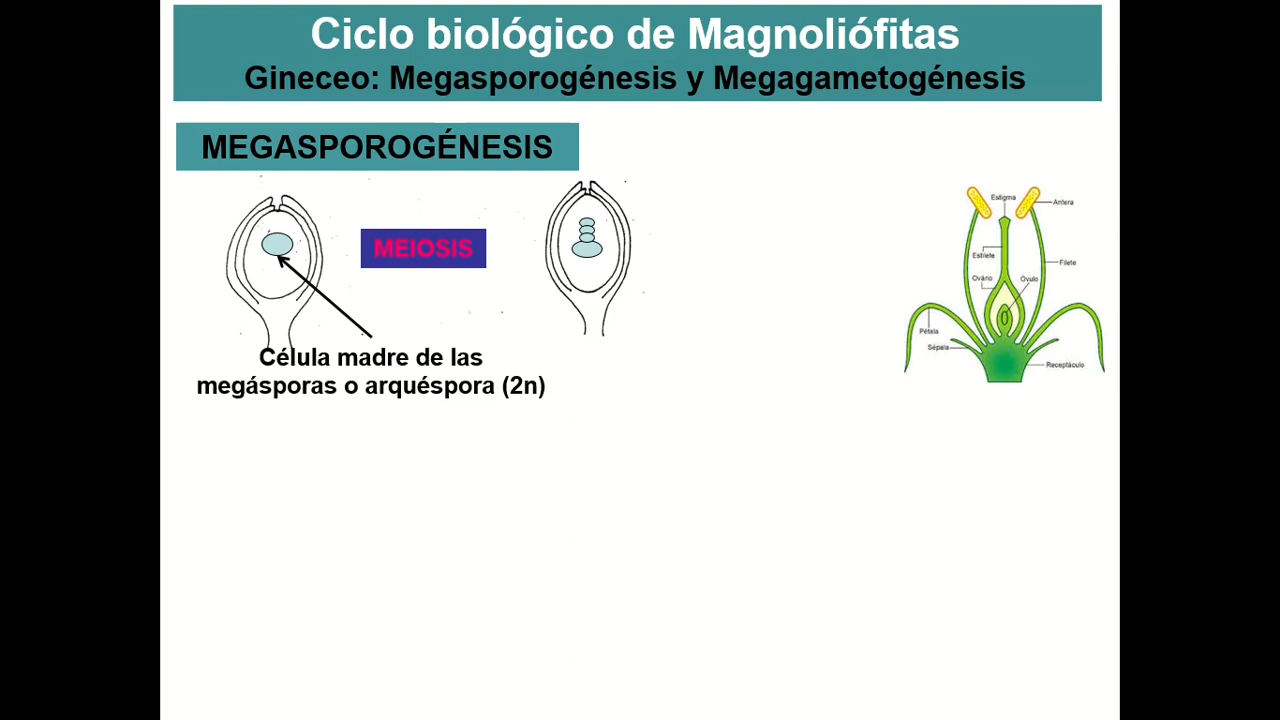 Ciclo biológico de Magnoliófitas
Gineceo: Megasporogénesis y Megagametogénesis
MEGASPOROGÉNESIS
MEIOSIS
Célula madre de las
megásporas o arquéspora (2n)
Estigma
Antera
Estilete
Filete
Ovário
Óvulo
Pétala
Sépala
Receptáculo